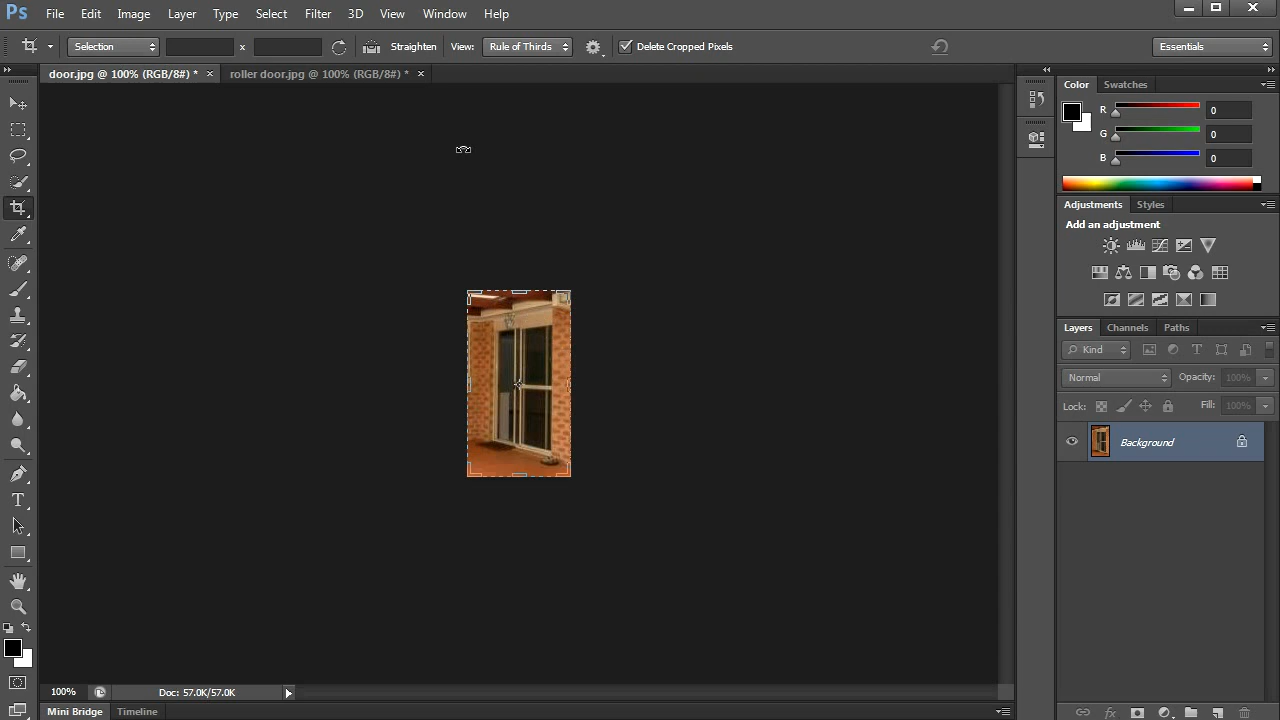 Ps File Edit Image Layer Type Select Filter 3D View Window Help
Selection x Straighten View: Rule of Thirds Delete Cropped Pixels Essentials
door.jpg @ 100% (RGB/8#) * × roller door.jpg @ 100% (RGB/8#) * ×
Color Swatches
R 0
G 0
B 0
Adjustments Styles
Add an adjustment
Layers Channels Paths
Kind
Normal Opacity: 100%
Lock: Fill: 100%
Background
100% Doc: 57.0K/57.0K
Mini Bridge Timeline